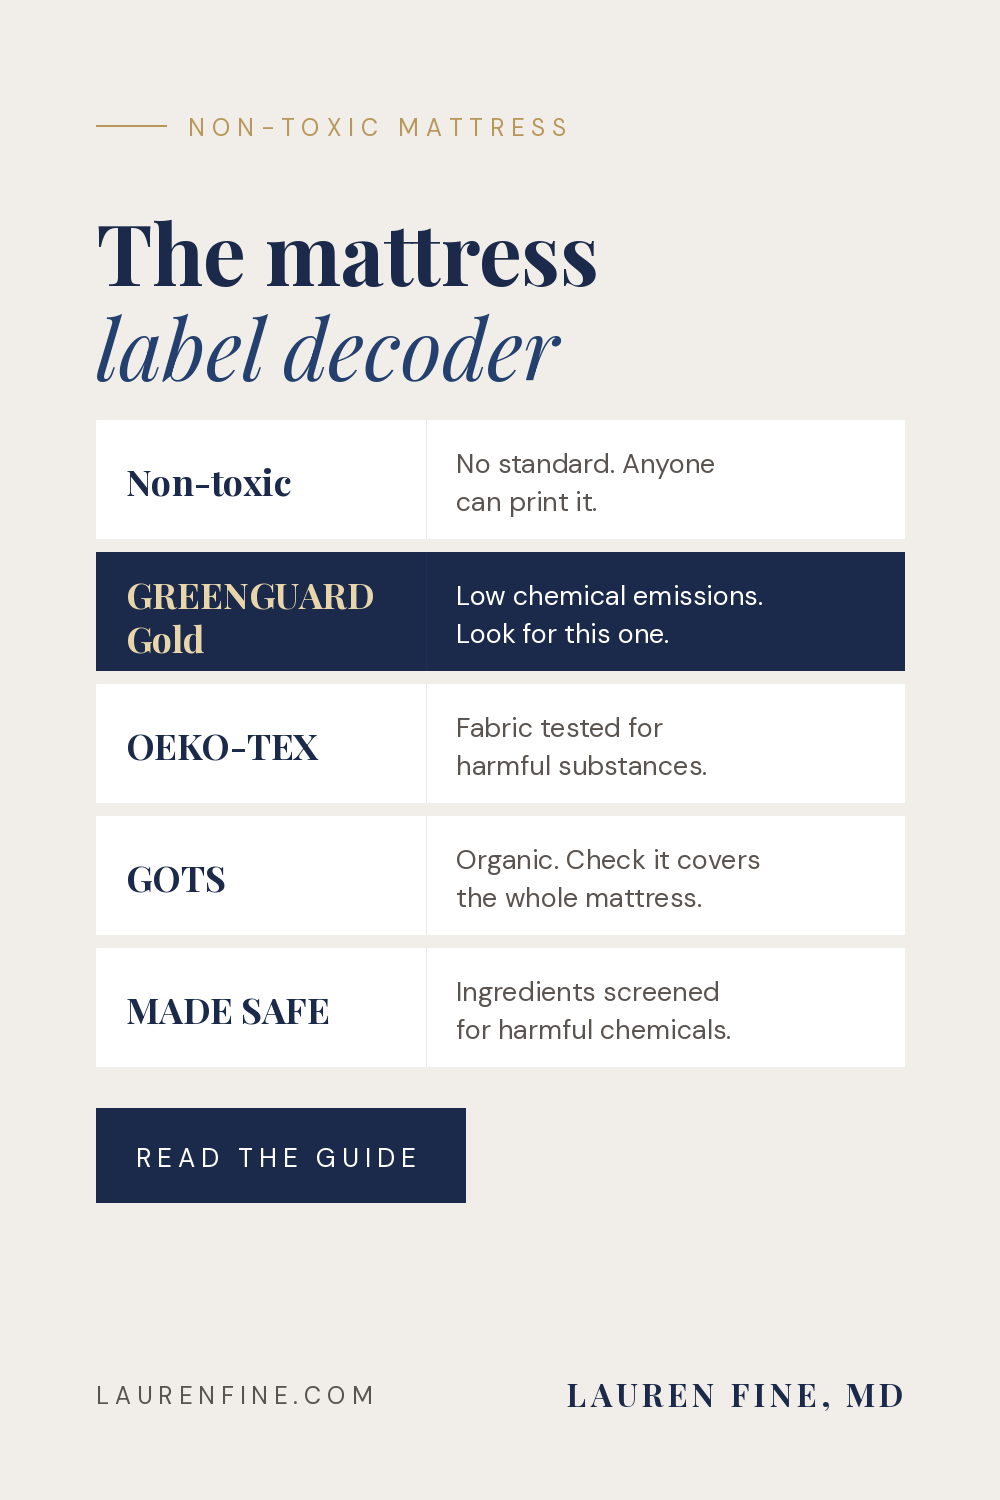 NON-TOXIC MATTRESS
The mattress
label decoder
Non-toxic
No standard. Anyone
can print it.
GREENGUARD
Gold
Low chemical emissions.
Look for this one.
OEKO-TEX
Fabric tested for
harmful substances.
GOTS
Organic. Check it covers
the whole mattress.
MADE SAFE
Ingredients screened
for harmful chemicals.
READ THE GUIDE
LAURENFINE.COM
LAUREN FINE, MD